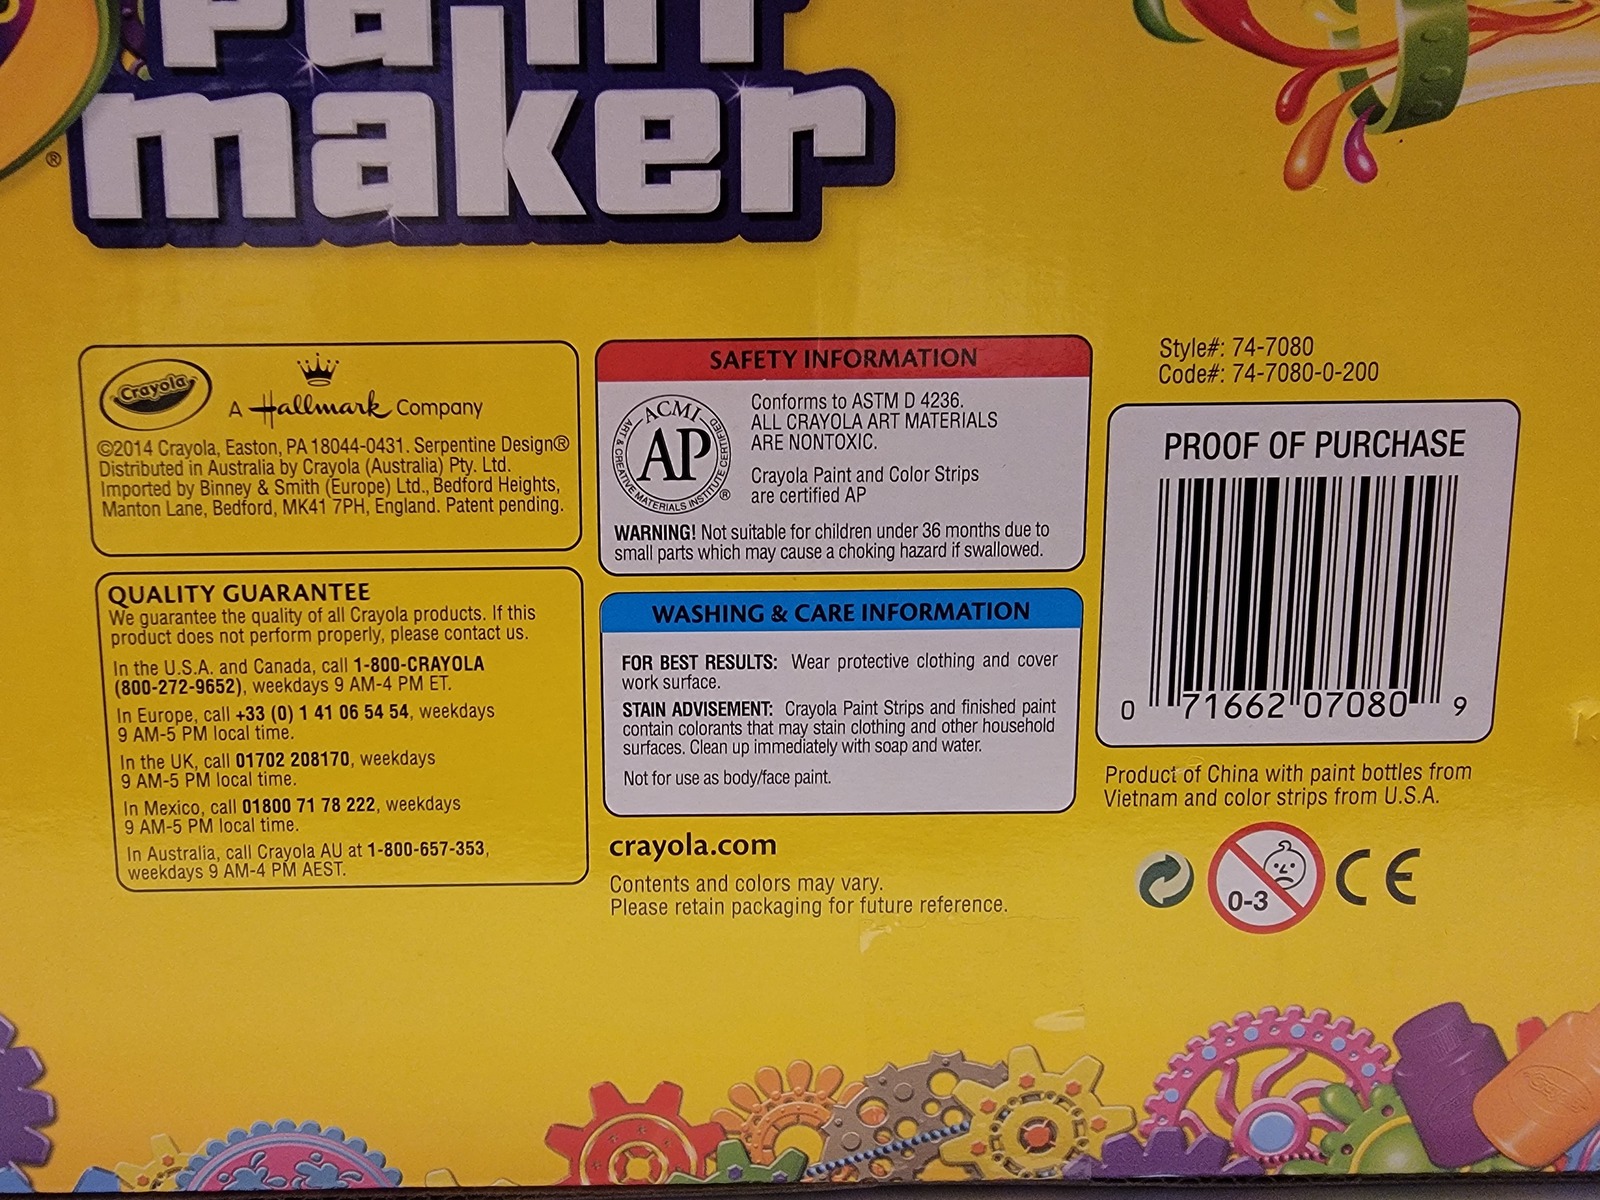 Paint
maker
®
Crayola
A Hallmark Company
©2014 Crayola, Easton, PA 18044-0431. Serpentine Design®
Distributed in Australia by Crayola (Australia) Pty. Ltd.
Imported by Binney & Smith (Europe) Ltd., Bedford Heights,
Manton Lane, Bedford, MK41 7PH, England. Patent pending.
QUALITY GUARANTEE
We guarantee the quality of all Crayola products. If this
product does not perform properly, please contact us.
In the U.S.A. and Canada, call 1-800-CRAYOLA
(800-272-9652), weekdays 9 AM-4 PM ET.
In Europe, call +33 (0) 1 41 06 54 54, weekdays
9 AM-5 PM local time.
In the UK, call 01702 208170, weekdays
9 AM-5 PM local time.
In Mexico, call 01800 71 78 222, weekdays
9 AM-5 PM local time.
In Australia, call Crayola AU at 1-800-657-353,
weekdays 9 AM-4 PM AEST.
SAFETY INFORMATION
ACMI
AP
ART & CREATIVE MATERIALS INSTITUTE CERTIFIED
®
Conforms to ASTM D 4236.
ALL CRAYOLA ART MATERIALS
ARE NONTOXIC.
Crayola Paint and Color Strips
are certified AP
WARNING! Not suitable for children under 36 months due to
small parts which may cause a choking hazard if swallowed.
WASHING & CARE INFORMATION
FOR BEST RESULTS: Wear protective clothing and cover
work surface.
STAIN ADVISEMENT: Crayola Paint Strips and finished paint
contain colorants that may stain clothing and other household
surfaces. Clean up immediately with soap and water.
Not for use as body/face paint.
crayola.com
Contents and colors may vary.
Please retain packaging for future reference.
Style#: 74-7080
Code#: 74-7080-0-200
PROOF OF PURCHASE
0 71662 07080 9
Product of China with paint bottles from
Vietnam and color strips from U.S.A.
0-3
CE